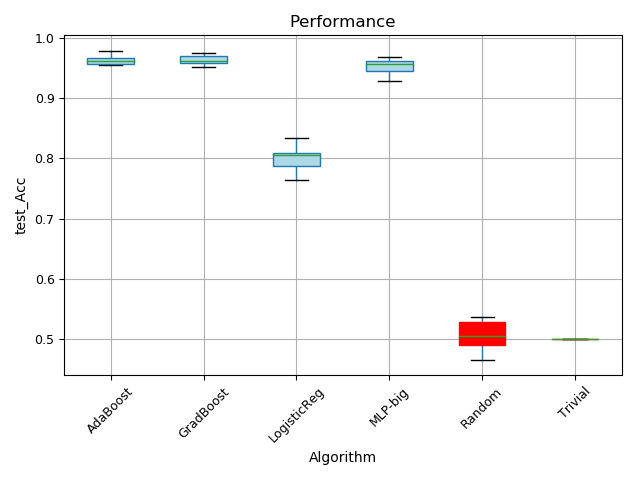 Performance
1.0
0.9
0.8
0.7
0.6
0.5
test_Acc
AdaBoost
GradBoost
LogisticReg
MLP-big
Random
Trivial
Algorithm